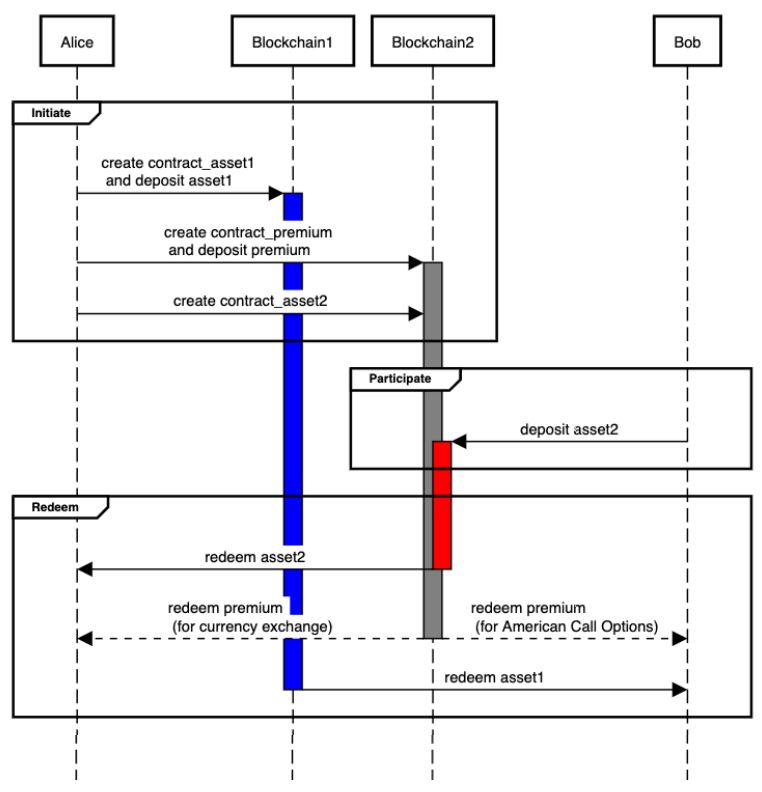 Alice
Blockchain1
Blockchain2
Bob
Initiate
create contract_asset1
and deposit asset1
create contract_premium
and deposit premium
create contract_asset2
Participate
deposit asset2
Redeem
redeem asset2
redeem premium
(for currency exchange)
redeem premium
(for American Call Options)
redeem asset1